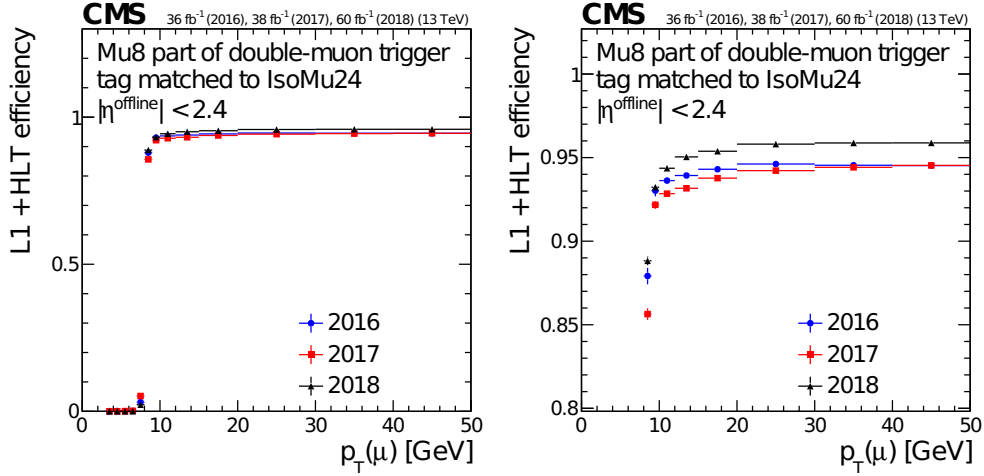 CMS 36 fb⁻¹ (2016), 38 fb⁻¹ (2017), 60 fb⁻¹ (2018) (13 TeV)
L1 +HLT efficiency
Mu8 part of double-muon trigger
tag matched to IsoMu24
|η^offline| < 2.4
1
0.5
0
2016
2017
2018
0 10 20 30 40 50
p_T(μ) [GeV]
CMS 36 fb⁻¹ (2016), 38 fb⁻¹ (2017), 60 fb⁻¹ (2018) (13 TeV)
L1 +HLT efficiency
Mu8 part of double-muon trigger
tag matched to IsoMu24
|η^offline| < 2.4
1
0.95
0.9
0.85
0.8
2016
2017
2018
0 10 20 30 40 50
p_T(μ) [GeV]